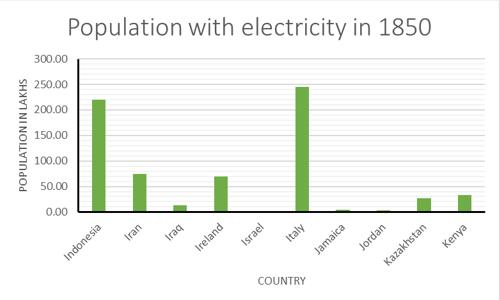 Population with electricity in 1850
POPULATION IN LAKHS
300.00
250.00
200.00
150.00
100.00
50.00
0.00
Indonesia
Iran
Iraq
Ireland
Israel
Italy
Jamaica
Jordan
Kazakhstan
Kenya
COUNTRY